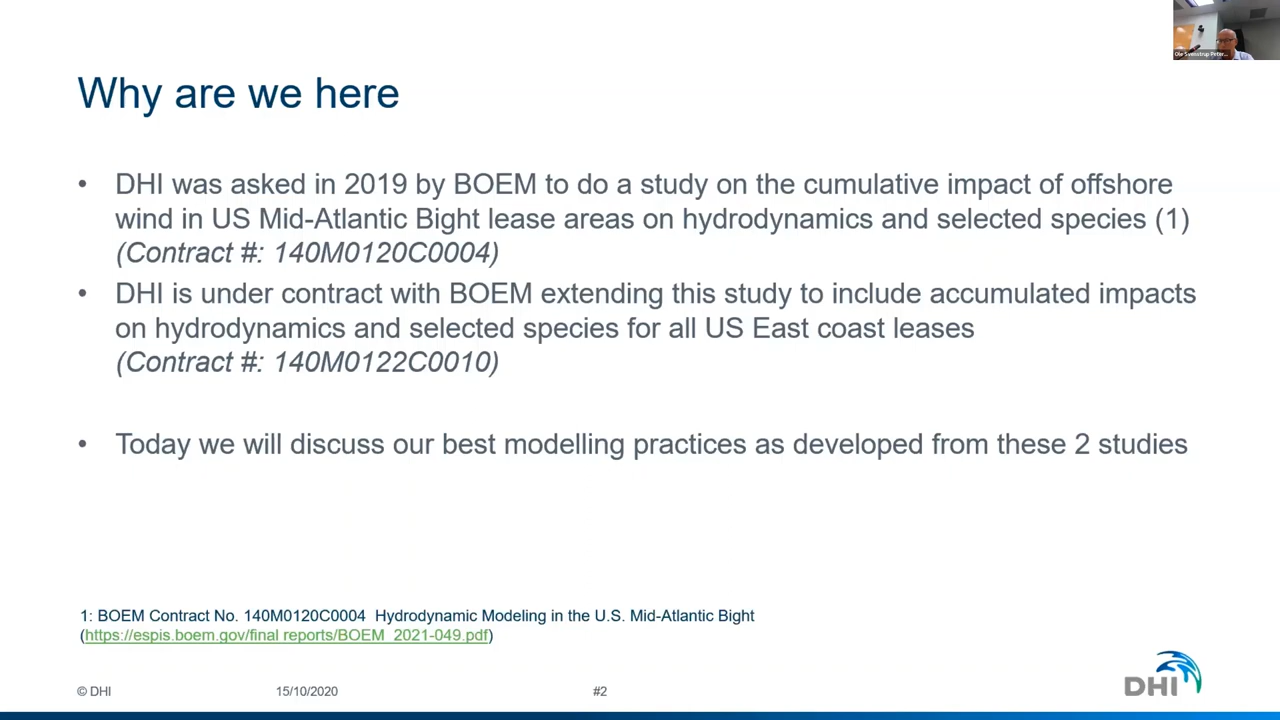 Ole Svenstrup Peter...
Why are we here
• DHI was asked in 2019 by BOEM to do a study on the cumulative impact of offshore
wind in US Mid-Atlantic Bight lease areas on hydrodynamics and selected species (1)
(Contract #: 140M0120C0004)
• DHI is under contract with BOEM extending this study to include accumulated impacts
on hydrodynamics and selected species for all US East coast leases
(Contract #: 140M0122C0010)
• Today we will discuss our best modelling practices as developed from these 2 studies
1: BOEM Contract No. 140M0120C0004 Hydrodynamic Modeling in the U.S. Mid-Atlantic Bight
(https://espis.boem.gov/final reports/BOEM_2021-049.pdf)
© DHI 15/10/2020 #2
DHI